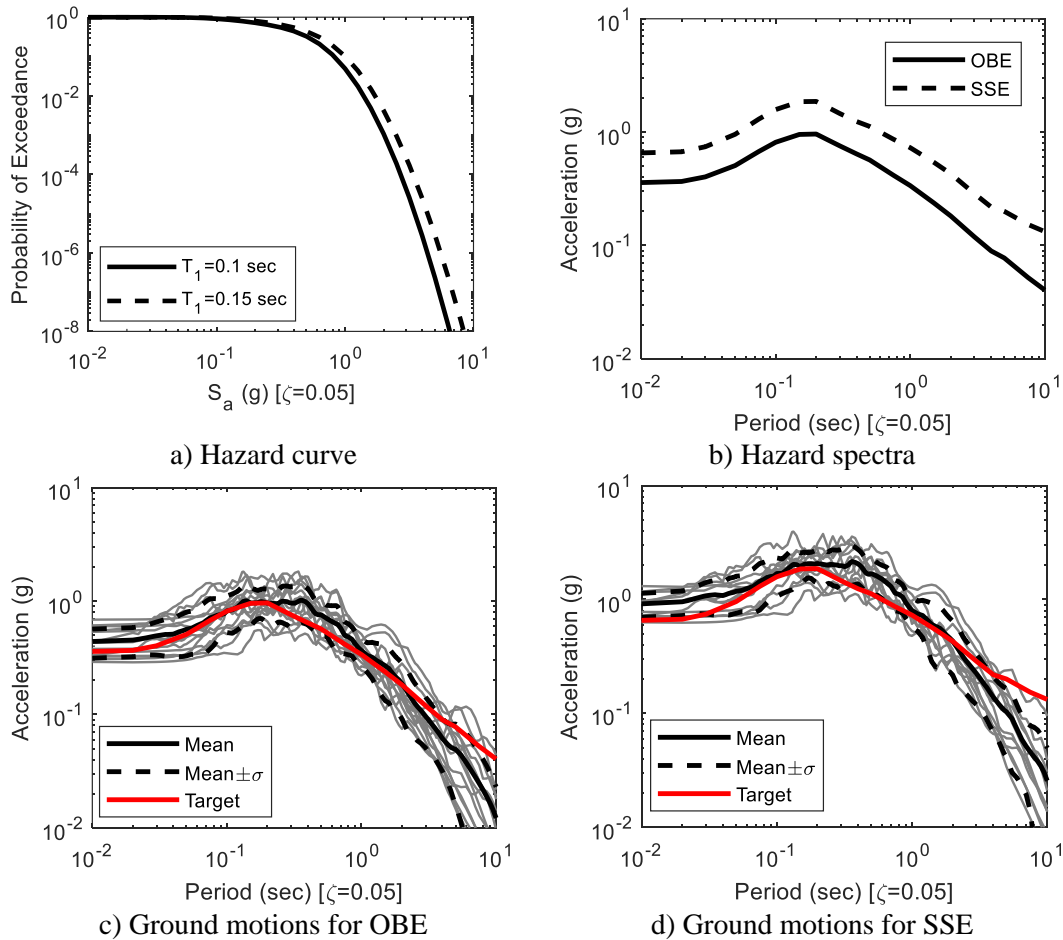 10^0
10^-2
10^-4
10^-6
10^-8
Probability of Exceedance
T_1=0.1 sec
T_1=0.15 sec
10^-2
10^-1
10^0
10^1
S_a (g) [ζ=0.05]
a) Hazard curve
10^1
10^0
10^-1
10^-2
Acceleration (g)
OBE
SSE
10^-2
10^-1
10^0
10^1
Period (sec) [ζ=0.05]
b) Hazard spectra
10^1
10^0
10^-1
10^-2
Acceleration (g)
Mean
Mean±σ
Target
10^-2
10^-1
10^0
10^1
Period (sec) [ζ=0.05]
c) Ground motions for OBE
10^1
10^0
10^-1
10^-2
Acceleration (g)
Mean
Mean±σ
Target
10^-2
10^-1
10^0
10^1
Period (sec) [ζ=0.05]
d) Ground motions for SSE